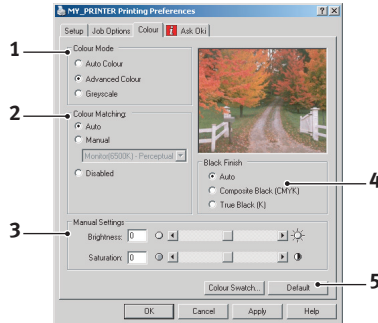 MY_PRINTER Printing Preferences
Setup Job Options Colour Ask Oki
1
Colour Mode
Auto Colour
Advanced Colour
Greyscale
2
Colour Matching:
Auto
Manual
Monitor(6500K) - Perceptual
Disabled
Black Finish
Auto
Composite Black (CMYK)
True Black (K)
4
3
Manual Settings
Brightness: 0
Saturation: 0
Colour Swatch... Default
5
OK Cancel Apply Help